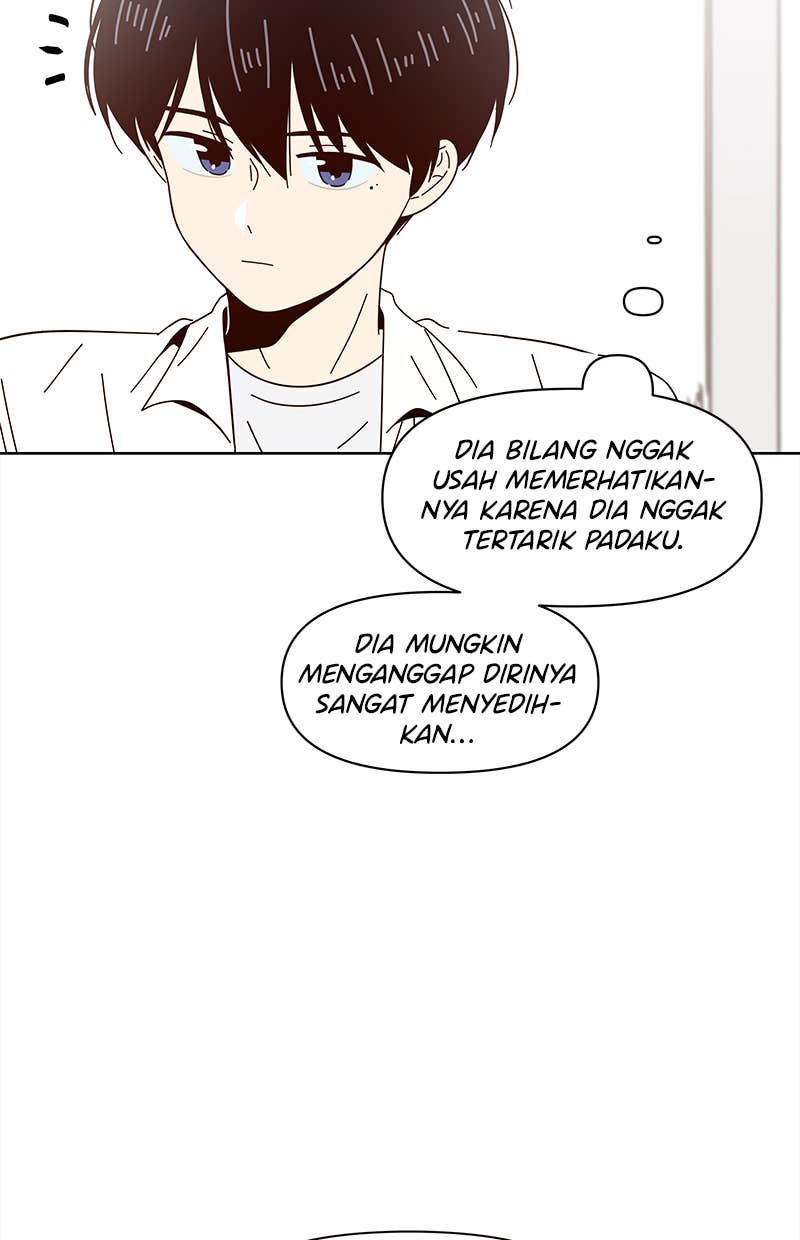 DIA BILANG NGGAK
USAH MEMERHATIKAN-
NYA KARENA DIA NGGAK
TERTARIK PADAKU.
DIA MUNGKIN
MENGANGGAP DIRINYA
SANGAT MENYEDIH-
KAN...